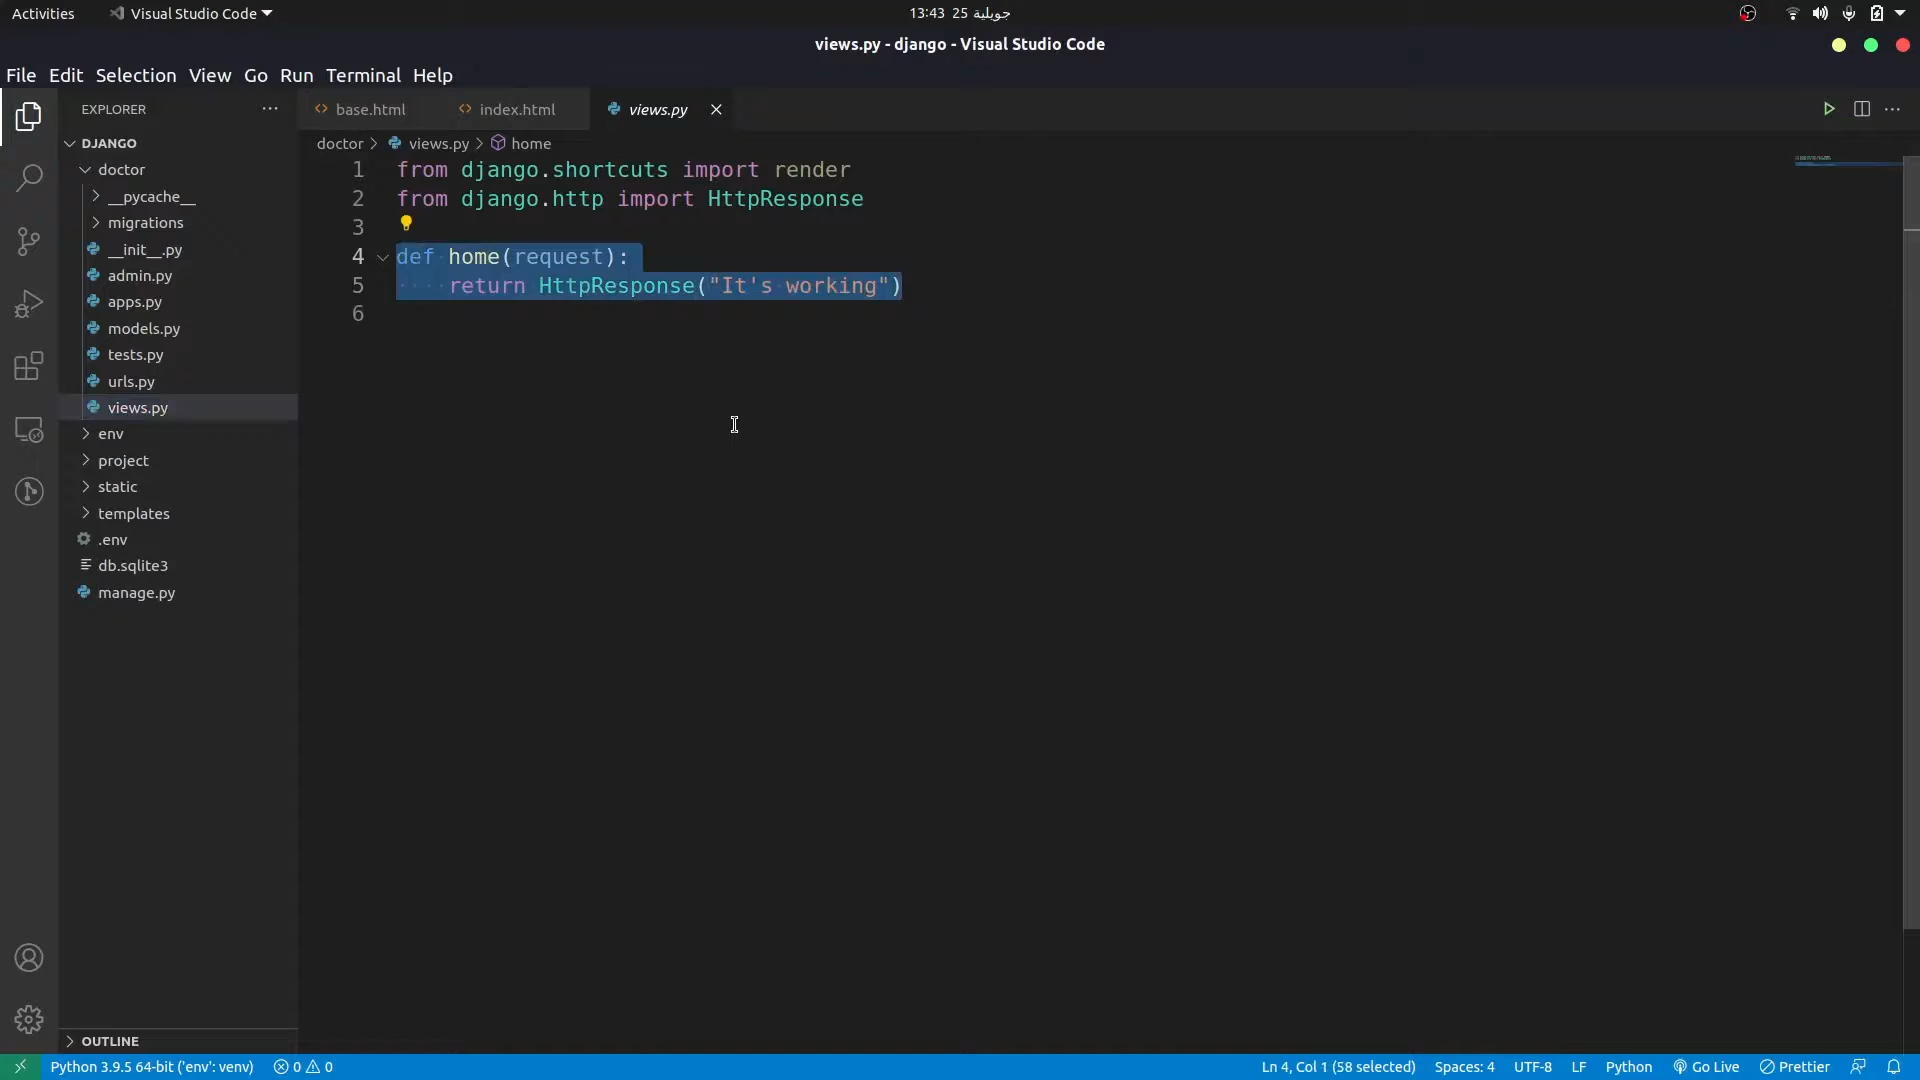 Activities
Visual Studio Code
13:43 25 جويلية
views.py - django - Visual Studio Code
File Edit Selection View Go Run Terminal Help
EXPLORER
base.html
index.html
views.py
DJANGO
doctor > views.py > home
doctor
__pycache__
migrations
__init__.py
admin.py
apps.py
models.py
tests.py
urls.py
views.py
env
project
static
templates
.env
db.sqlite3
manage.py
1 from django.shortcuts import render
2 from django.http import HttpResponse
3
4 def home(request):
5 ····return HttpResponse("It's·working")
6
OUTLINE
Python 3.9.5 64-bit ('env': venv) 0 0
Ln 4, Col 1 (58 selected) Spaces: 4 UTF-8 LF Python Go Live Prettier